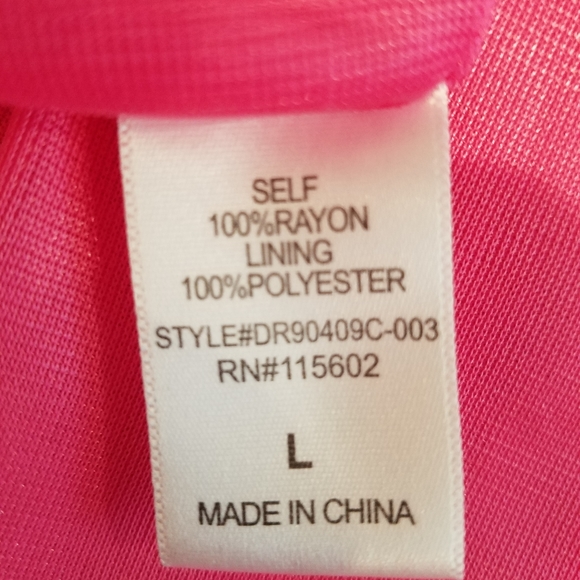 SELF
100%RAYON
LINING
100%POLYESTER
STYLE#DR90409C-003
RN#115602
L
MADE IN CHINA